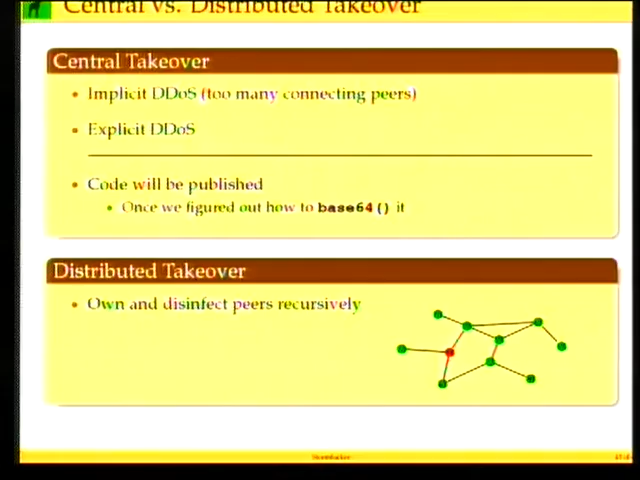 Central vs. Distributed Takeover
Central Takeover
Implicit DDoS (too many connecting peers)
Explicit DDoS
Code will be published
Once we figured out how to base64() it
Distributed Takeover
Own and disinfect peers recursively